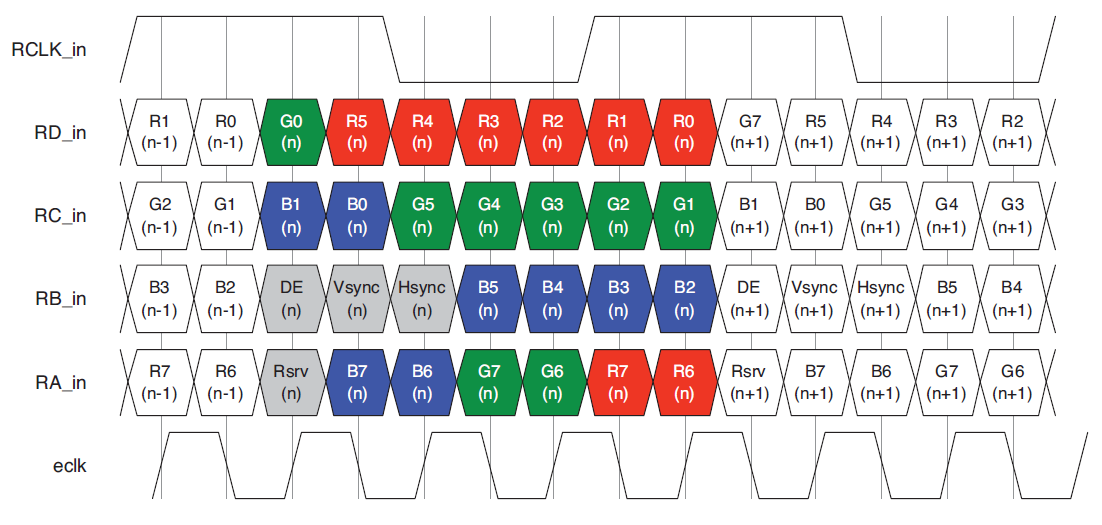 RCLK_in
RD_in R1 R0 G0 R5 R4 R3 R2 R1 R0 G7 R5 R4 R3 R2
(n-1) (n-1) (n) (n) (n) (n) (n) (n) (n) (n+1) (n+1) (n+1) (n+1) (n+1)
RC_in G2 G1 B1 B0 G5 G4 G3 G2 G1 B1 B0 G5 G4 G3
(n-1) (n-1) (n) (n) (n) (n) (n) (n) (n) (n+1) (n+1) (n+1) (n+1) (n+1)
RB_in B3 B2 DE Vsync Hsync B5 B4 B3 B2 DE Vsync Hsync B5 B4
(n-1) (n-1) (n) (n) (n) (n) (n) (n) (n) (n+1) (n+1) (n+1) (n+1) (n+1)
RA_in R7 R6 Rsrv B7 B6 G7 G6 R7 R6 Rsrv B7 B6 G7 G6
(n-1) (n-1) (n) (n) (n) (n) (n) (n) (n) (n+1) (n+1) (n+1) (n+1) (n+1)
eclk